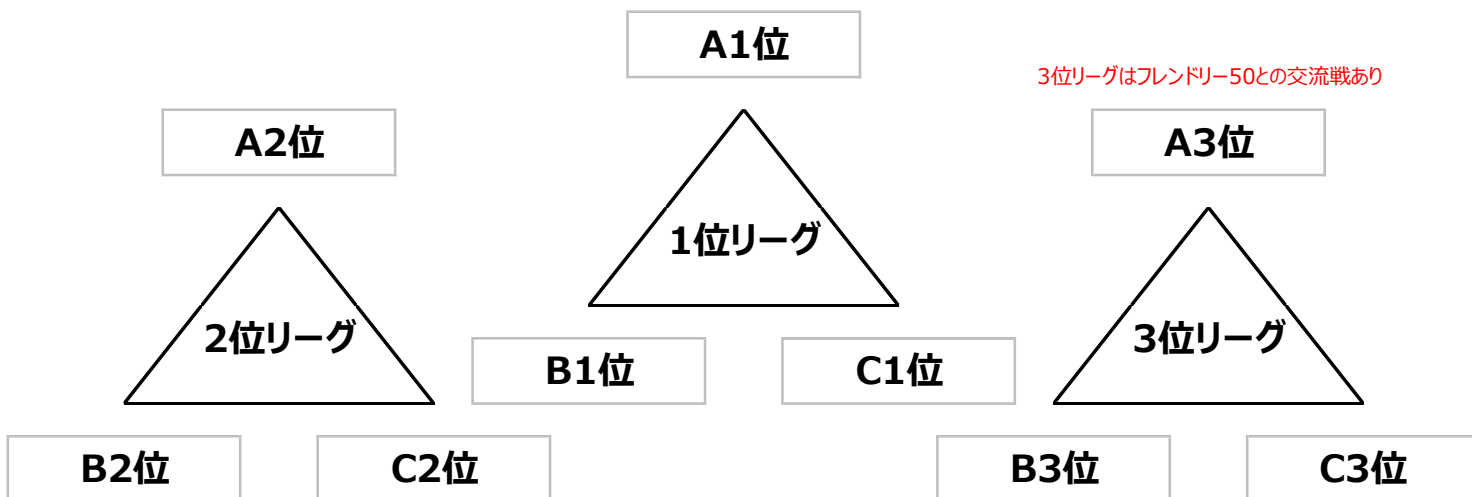 A1位
3位リーグはフレンドリー50との交流戦あり
A2位
A3位
1位リーグ
2位リーグ
3位リーグ
B1位
C1位
B2位
C2位
B3位
C3位